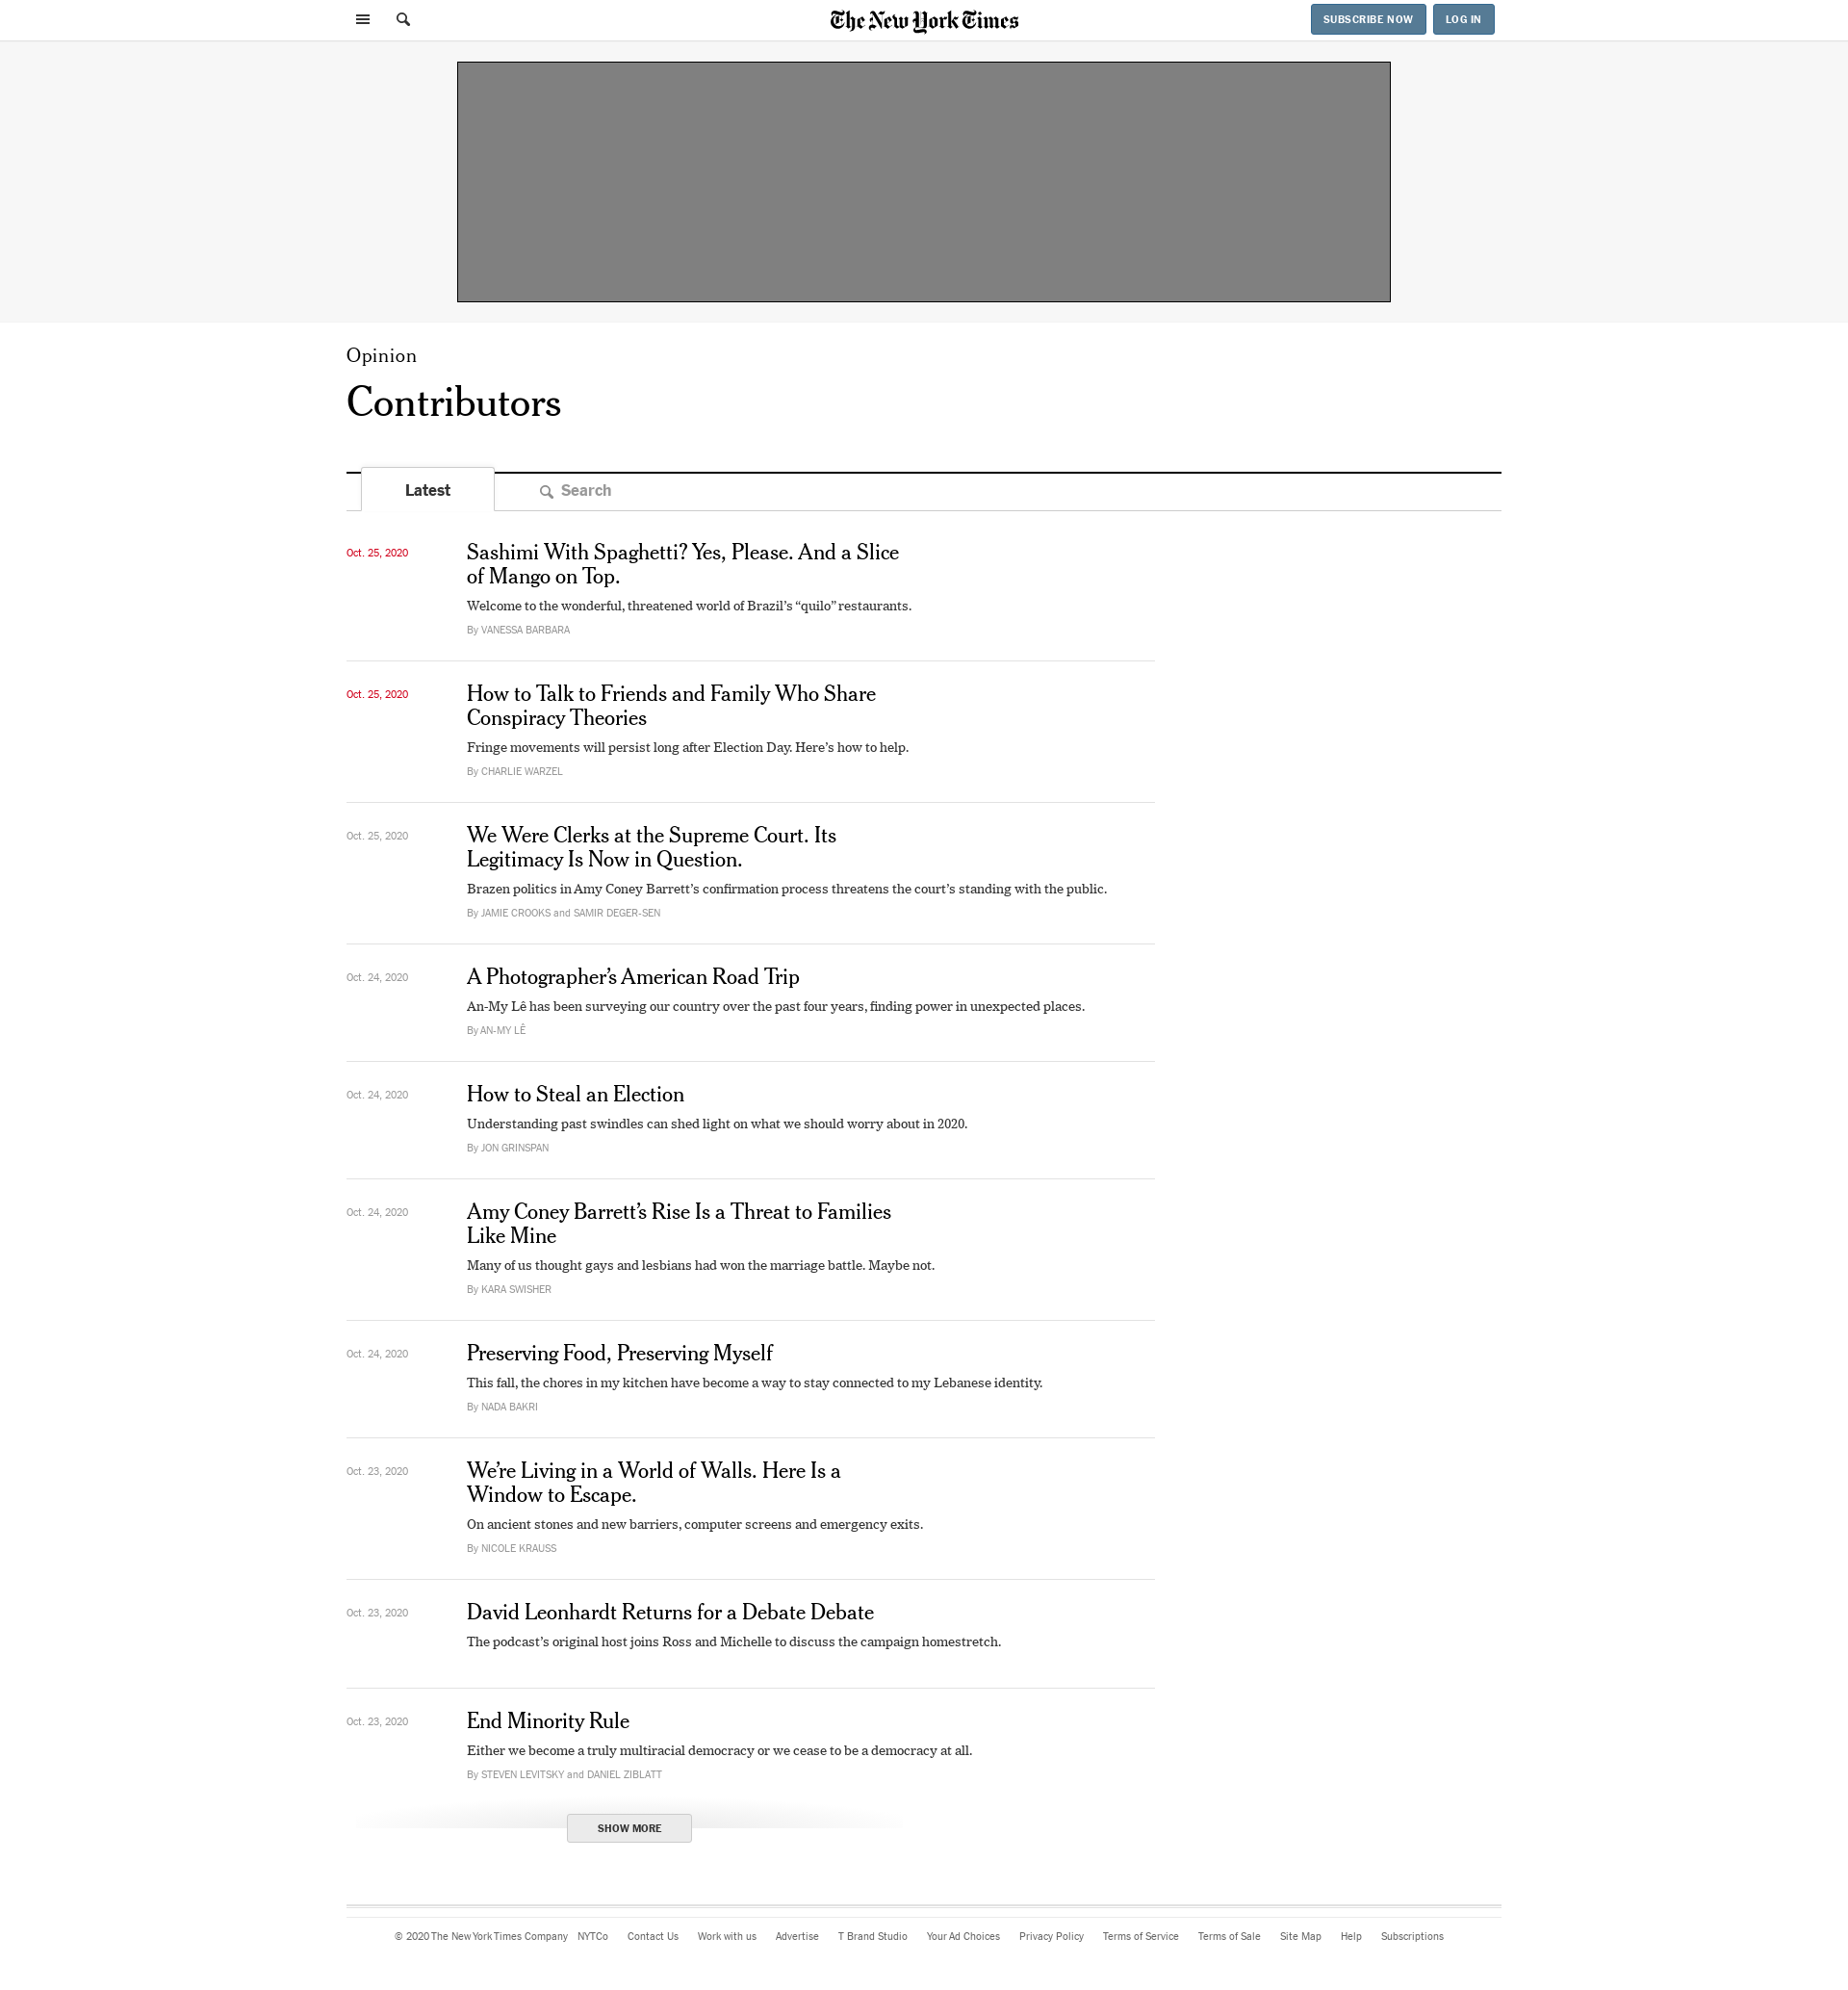 The New York Times
SUBSCRIBE NOW
LOG IN
Opinion
Contributors
Latest
Search
Oct. 25, 2020
Sashimi With Spaghetti? Yes, Please. And a Slice
of Mango on Top.
Welcome to the wonderful, threatened world of Brazil’s “quilo” restaurants.
By VANESSA BARBARA
Oct. 25, 2020
How to Talk to Friends and Family Who Share
Conspiracy Theories
Fringe movements will persist long after Election Day. Here’s how to help.
By CHARLIE WARZEL
Oct. 25, 2020
We Were Clerks at the Supreme Court. Its
Legitimacy Is Now in Question.
Brazen politics in Amy Coney Barrett’s confirmation process threatens the court’s standing with the public.
By JAMIE CROOKS and SAMIR DEGER-SEN
Oct. 24, 2020
A Photographer’s American Road Trip
An-My Lê has been surveying our country over the past four years, finding power in unexpected places.
By AN-MY LÊ
Oct. 24, 2020
How to Steal an Election
Understanding past swindles can shed light on what we should worry about in 2020.
By JON GRINSPAN
Oct. 24, 2020
Amy Coney Barrett’s Rise Is a Threat to Families
Like Mine
Many of us thought gays and lesbians had won the marriage battle. Maybe not.
By KARA SWISHER
Oct. 24, 2020
Preserving Food, Preserving Myself
This fall, the chores in my kitchen have become a way to stay connected to my Lebanese identity.
By NADA BAKRI
Oct. 23, 2020
We’re Living in a World of Walls. Here Is a
Window to Escape.
On ancient stones and new barriers, computer screens and emergency exits.
By NICOLE KRAUSS
Oct. 23, 2020
David Leonhardt Returns for a Debate Debate
The podcast’s original host joins Ross and Michelle to discuss the campaign homestretch.
Oct. 23, 2020
End Minority Rule
Either we become a truly multiracial democracy or we cease to be a democracy at all.
By STEVEN LEVITSKY and DANIEL ZIBLATT
SHOW MORE
© 2020 The New York Times Company NYTCo Contact Us Work with us Advertise T Brand Studio Your Ad Choices Privacy Policy Terms of Service Terms of Sale Site Map Help Subscriptions